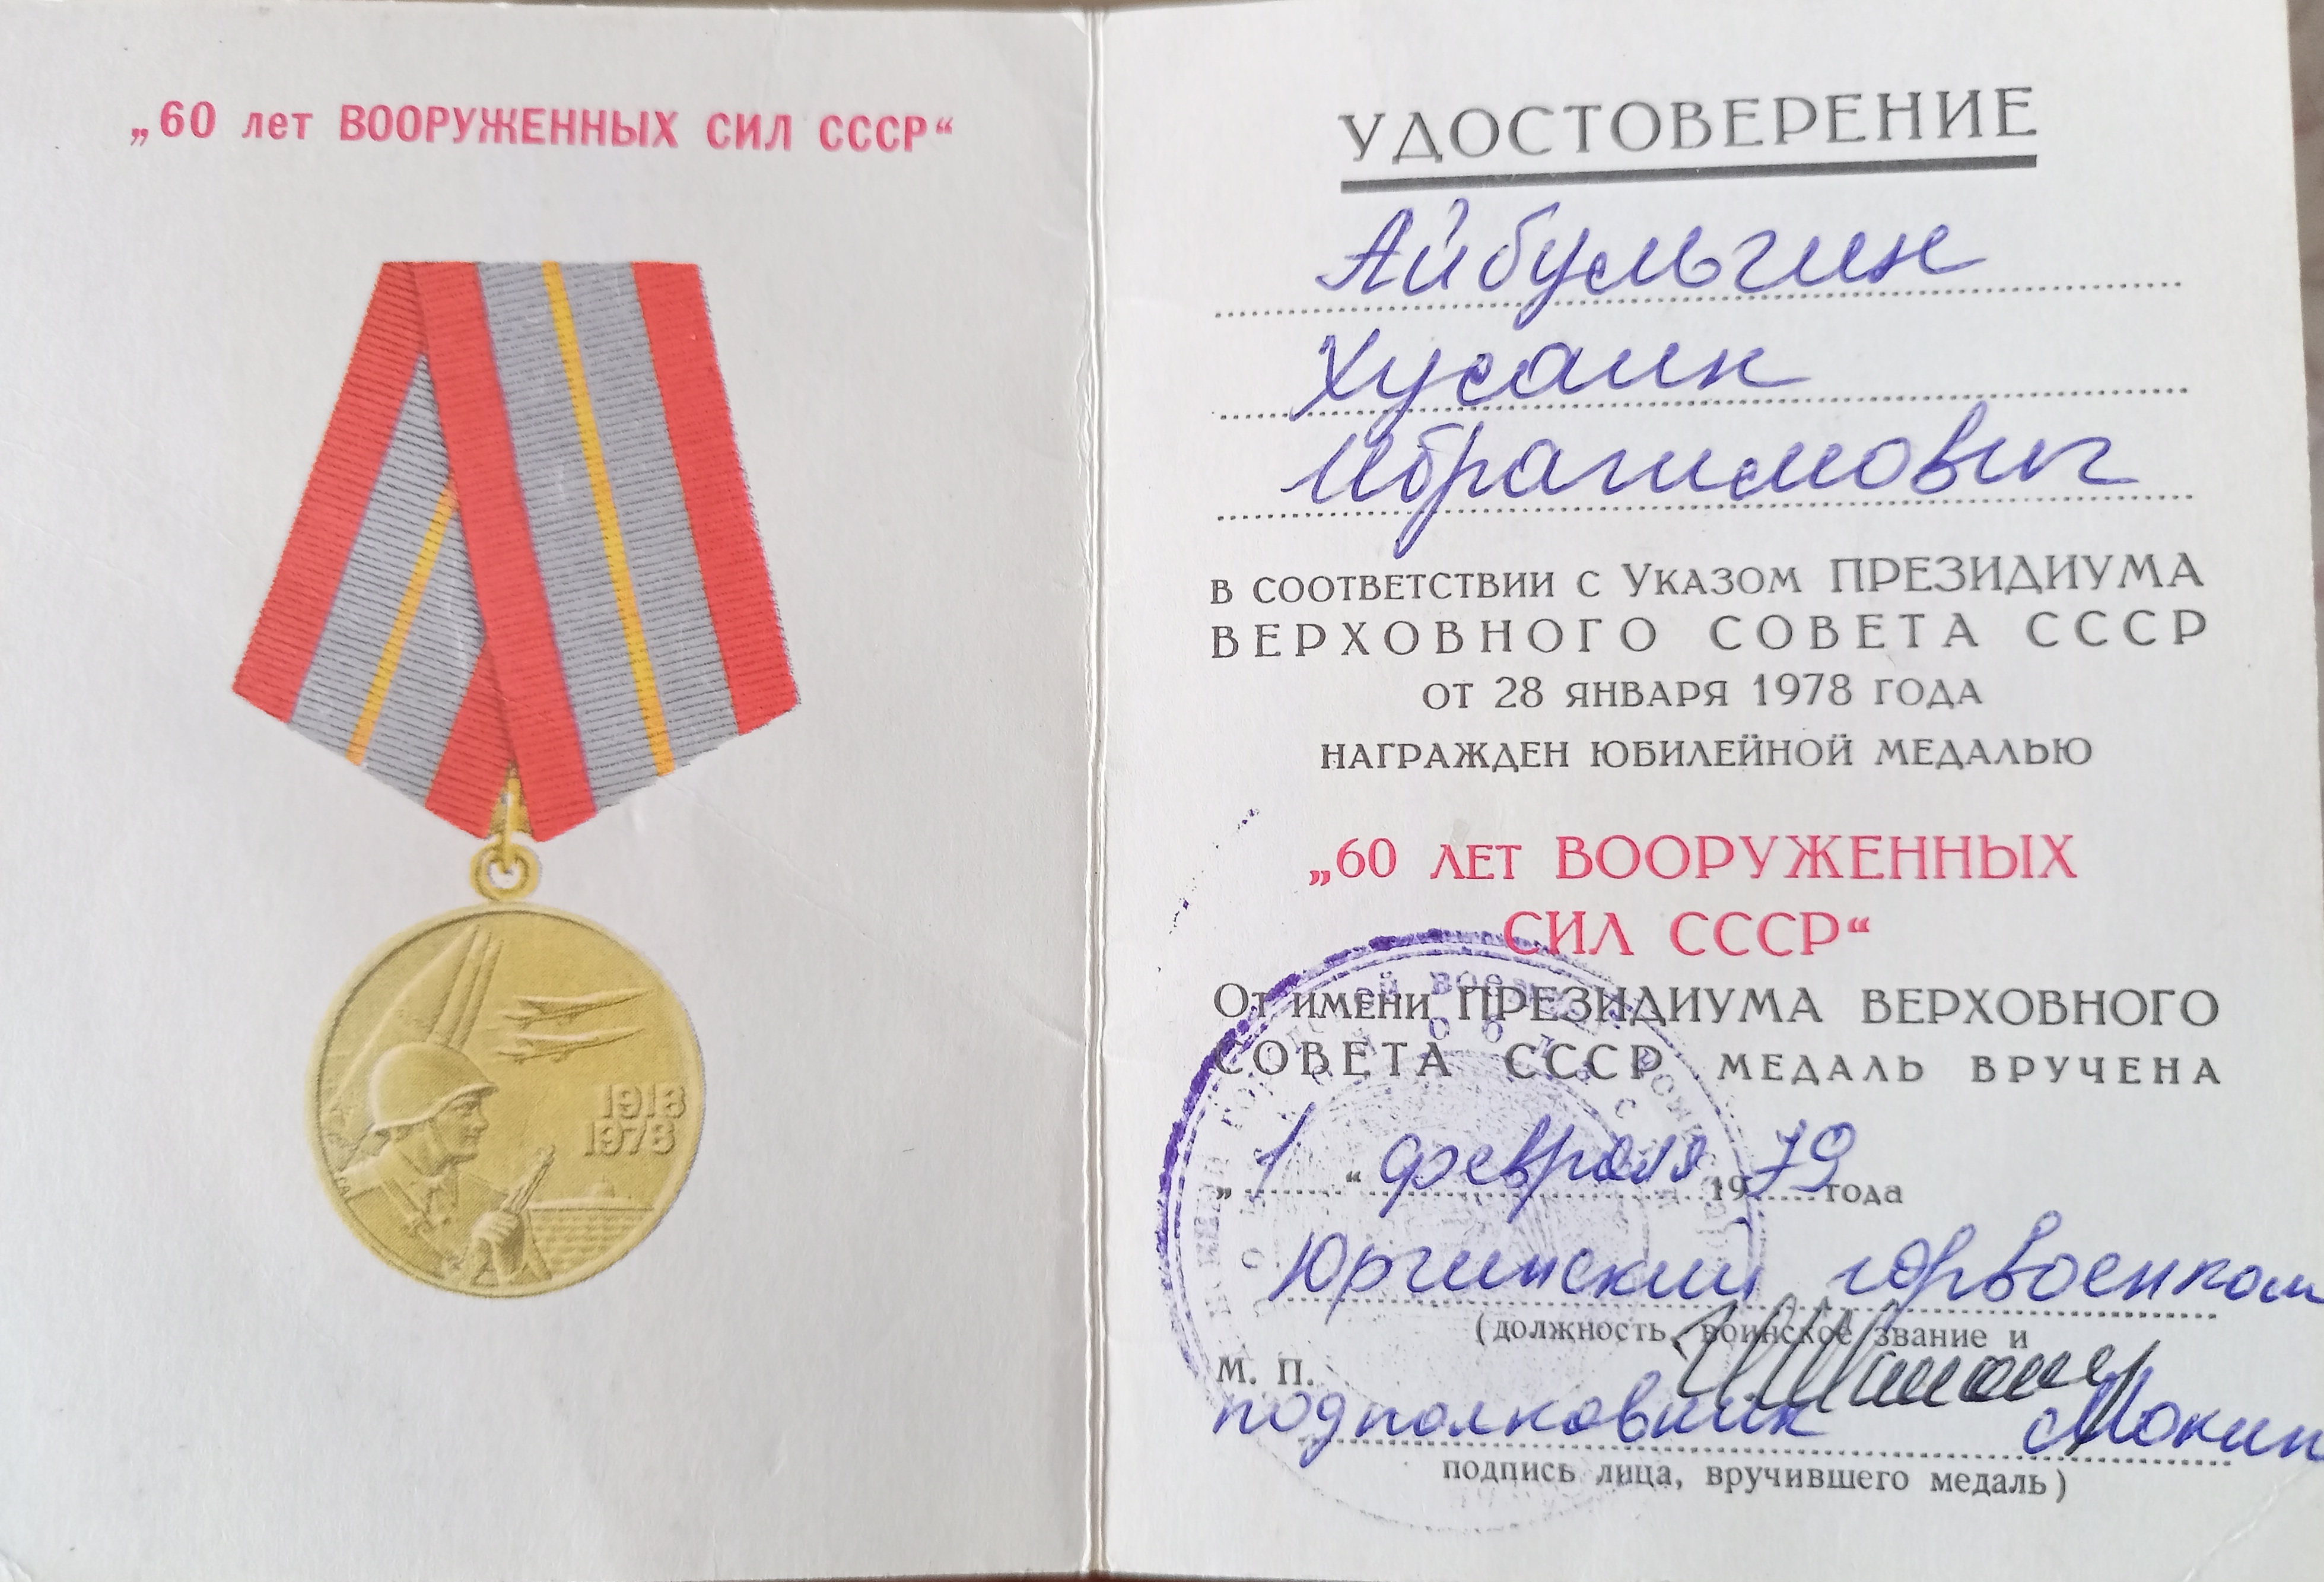 „60 лет ВООРУЖЕННЫХ СИЛ СССР“
1918
1978
УДОСТОВЕРЕНИЕ
Айбульгин
Хусаин
Ибрагимович
в соответствии с Указом ПРЕЗИДИУМА
ВЕРХОВНОГО СОВЕТА СССР
от 28 января 1978 года
награжден юбилейной медалью
„60 лет ВООРУЖЕННЫХ
СИЛ СССР“
От имени ПРЕЗИДИУМА ВЕРХОВНОГО
СОВЕТА СССР медаль вручена
„1“ февраля 1979 года
Юргинский горвоенком
(должность, воинское звание и
М. П.
подполковник Мокин
подпись лица, вручившего медаль)